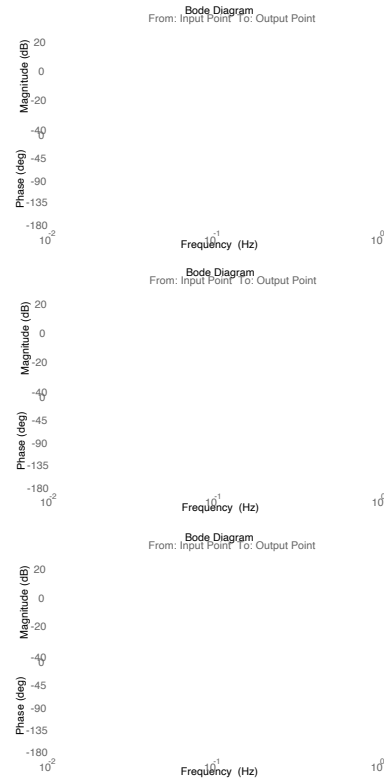 Bode Diagram
From: Input Point To: Output Point
Magnitude (dB)
20
0
-20
-40
Phase (deg)
0
-45
-90
-135
-180
10^-2
10^-1
10^0
Frequency (Hz)
Bode Diagram
From: Input Point To: Output Point
Magnitude (dB)
20
0
-20
-40
Phase (deg)
0
-45
-90
-135
-180
10^-2
10^-1
10^0
Frequency (Hz)
Bode Diagram
From: Input Point To: Output Point
Magnitude (dB)
20
0
-20
-40
Phase (deg)
0
-45
-90
-135
-180
10^-2
10^-1
10^0
Frequency (Hz)